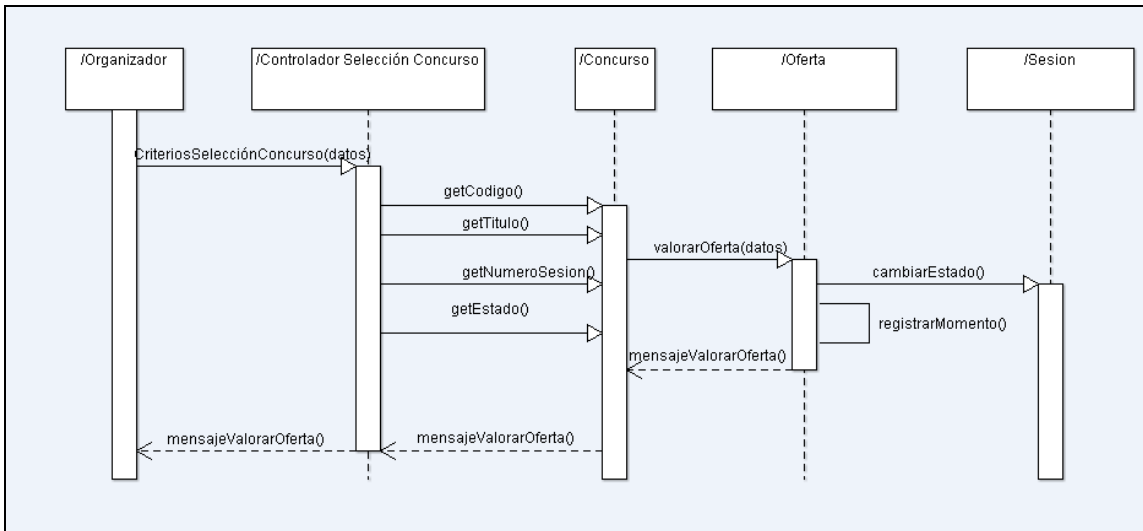 /Organizador
/Controlador Selección Concurso
/Concurso
/Oferta
/Sesion
CriteriosSelecciónConcurso(datos)
getCodigo()
getTitulo()
valorarOferta(datos)
getNumeroSesion()
cambiarEstado()
getEstado()
registrarMomento()
mensajeValorarOferta()
mensajeValorarOferta()
mensajeValorarOferta()